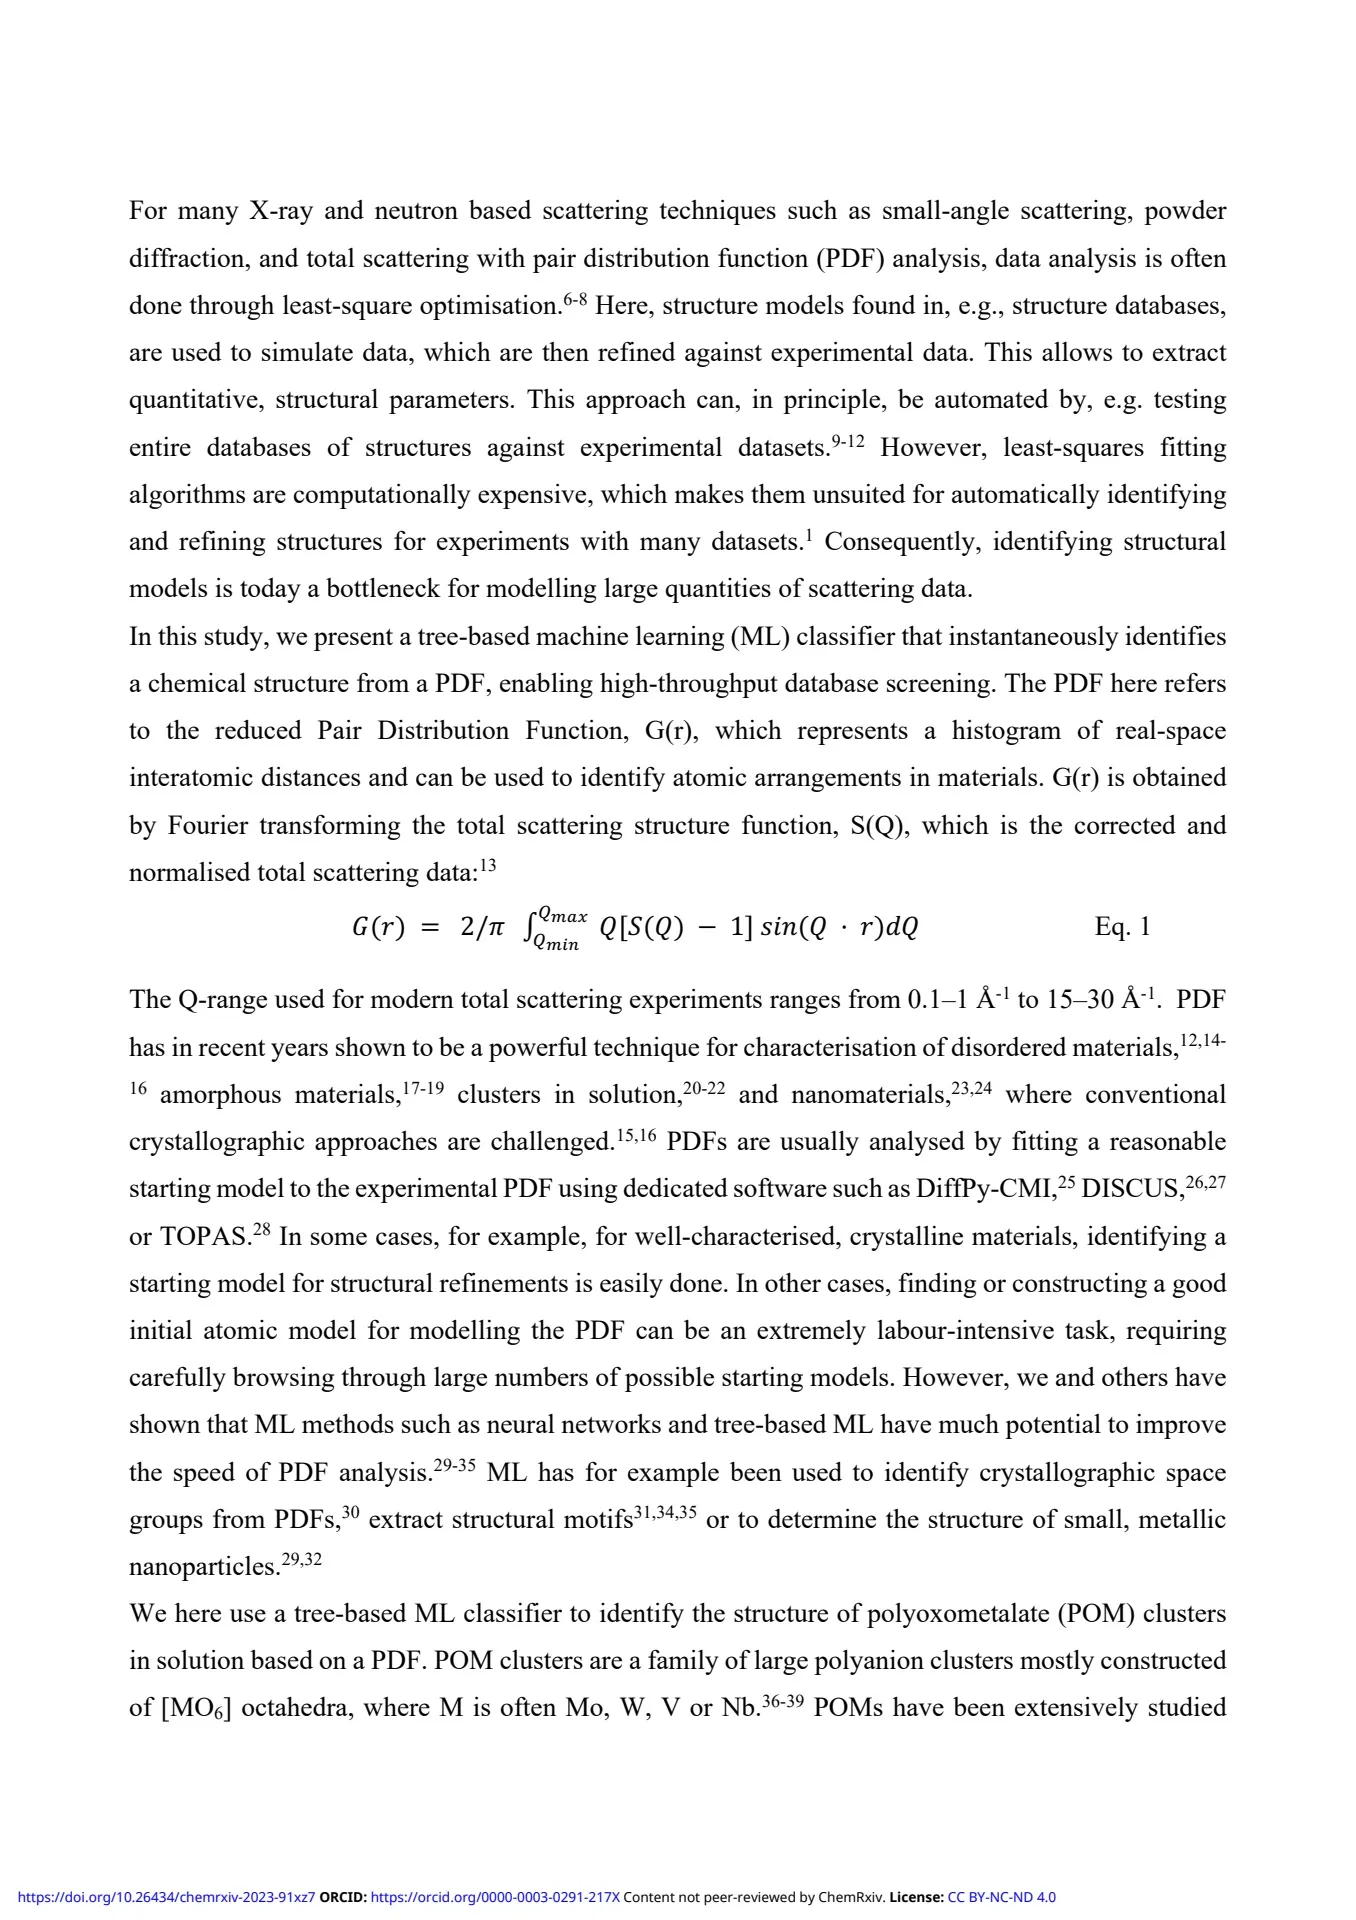 For many X-ray and neutron based scattering techniques such as small-angle scattering, powder
diffraction, and total scattering with pair distribution function (PDF) analysis, data analysis is often
done through least-square optimisation.6-8 Here, structure models found in, e.g., structure databases,
are used to simulate data, which are then refined against experimental data. This allows to extract
quantitative, structural parameters. This approach can, in principle, be automated by, e.g. testing
entire databases of structures against experimental datasets.9-12 However, least-squares fitting
algorithms are computationally expensive, which makes them unsuited for automatically identifying
and refining structures for experiments with many datasets.1 Consequently, identifying structural
models is today a bottleneck for modelling large quantities of scattering data.
In this study, we present a tree-based machine learning (ML) classifier that instantaneously identifies
a chemical structure from a PDF, enabling high-throughput database screening. The PDF here refers
to the reduced Pair Distribution Function, G(r), which represents a histogram of real-space
interatomic distances and can be used to identify atomic arrangements in materials. G(r) is obtained
by Fourier transforming the total scattering structure function, S(Q), which is the corrected and
normalised total scattering data:13
G(r) = 2/π ∫Qmin^Qmax Q[S(Q) − 1] sin(Q · r)dQ Eq. 1
The Q-range used for modern total scattering experiments ranges from 0.1–1 Å-1 to 15–30 Å-1. PDF
has in recent years shown to be a powerful technique for characterisation of disordered materials,12,14-
16 amorphous materials,17-19 clusters in solution,20-22 and nanomaterials,23,24 where conventional
crystallographic approaches are challenged.15,16 PDFs are usually analysed by fitting a reasonable
starting model to the experimental PDF using dedicated software such as DiffPy-CMI,25 DISCUS,26,27
or TOPAS.28 In some cases, for example, for well-characterised, crystalline materials, identifying a
starting model for structural refinements is easily done. In other cases, finding or constructing a good
initial atomic model for modelling the PDF can be an extremely labour-intensive task, requiring
carefully browsing through large numbers of possible starting models. However, we and others have
shown that ML methods such as neural networks and tree-based ML have much potential to improve
the speed of PDF analysis.29-35 ML has for example been used to identify crystallographic space
groups from PDFs,30 extract structural motifs31,34,35 or to determine the structure of small, metallic
nanoparticles.29,32
We here use a tree-based ML classifier to identify the structure of polyoxometalate (POM) clusters
in solution based on a PDF. POM clusters are a family of large polyanion clusters mostly constructed
of [MO6] octahedra, where M is often Mo, W, V or Nb.36-39 POMs have been extensively studied
https://doi.org/10.26434/chemrxiv-2023-91xz7 ORCID: https://orcid.org/0000-0003-0291-217X Content not peer-reviewed by ChemRxiv. License: CC BY-NC-ND 4.0